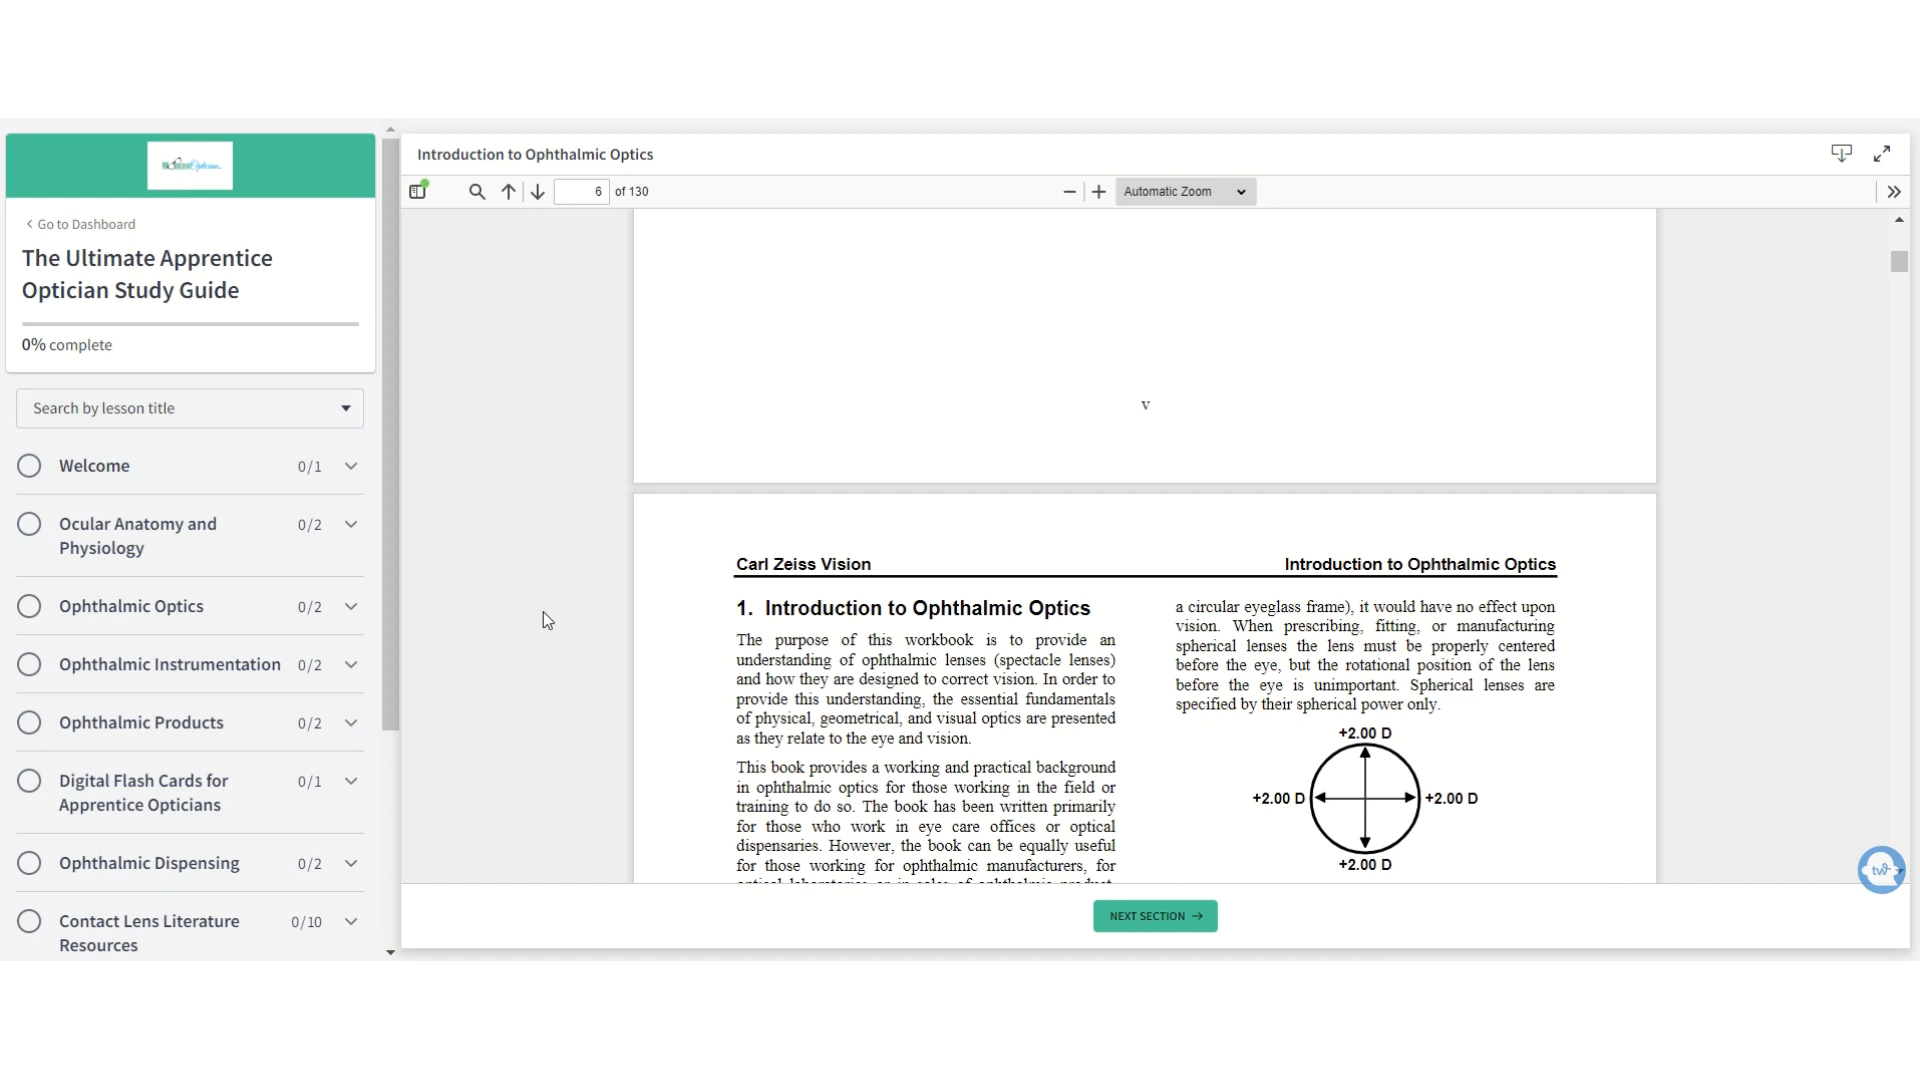 Go to Dashboard
The Ultimate Apprentice
Optician Study Guide
0% complete
Search by lesson title
Welcome 0/1
Ocular Anatomy and 0/2
Physiology
Ophthalmic Optics 0/2
Ophthalmic Instrumentation 0/2
Ophthalmic Products 0/2
Digital Flash Cards for 0/1
Apprentice Opticians
Ophthalmic Dispensing 0/2
Contact Lens Literature 0/10
Resources
Introduction to Ophthalmic Optics
6 of 130
Automatic Zoom
v
Carl Zeiss Vision Introduction to Ophthalmic Optics
1. Introduction to Ophthalmic Optics
The purpose of this workbook is to provide an
understanding of ophthalmic lenses (spectacle lenses)
and how they are designed to correct vision. In order to
provide this understanding, the essential fundamentals
of physical, geometrical, and visual optics are presented
as they relate to the eye and vision.
This book provides a working and practical background
in ophthalmic optics for those working in the field or
training to do so. The book has been written primarily
for those who work in eye care offices or optical
dispensaries. However, the book can be equally useful
for those working for ophthalmic manufacturers, for
a circular eyeglass frame), it would have no effect upon
vision. When prescribing, fitting, or manufacturing
spherical lenses the lens must be properly centered
before the eye, but the rotational position of the lens
before the eye is unimportant. Spherical lenses are
specified by their spherical power only.
+2.00 D
+2.00 D +2.00 D
+2.00 D
tw
NEXT SECTION